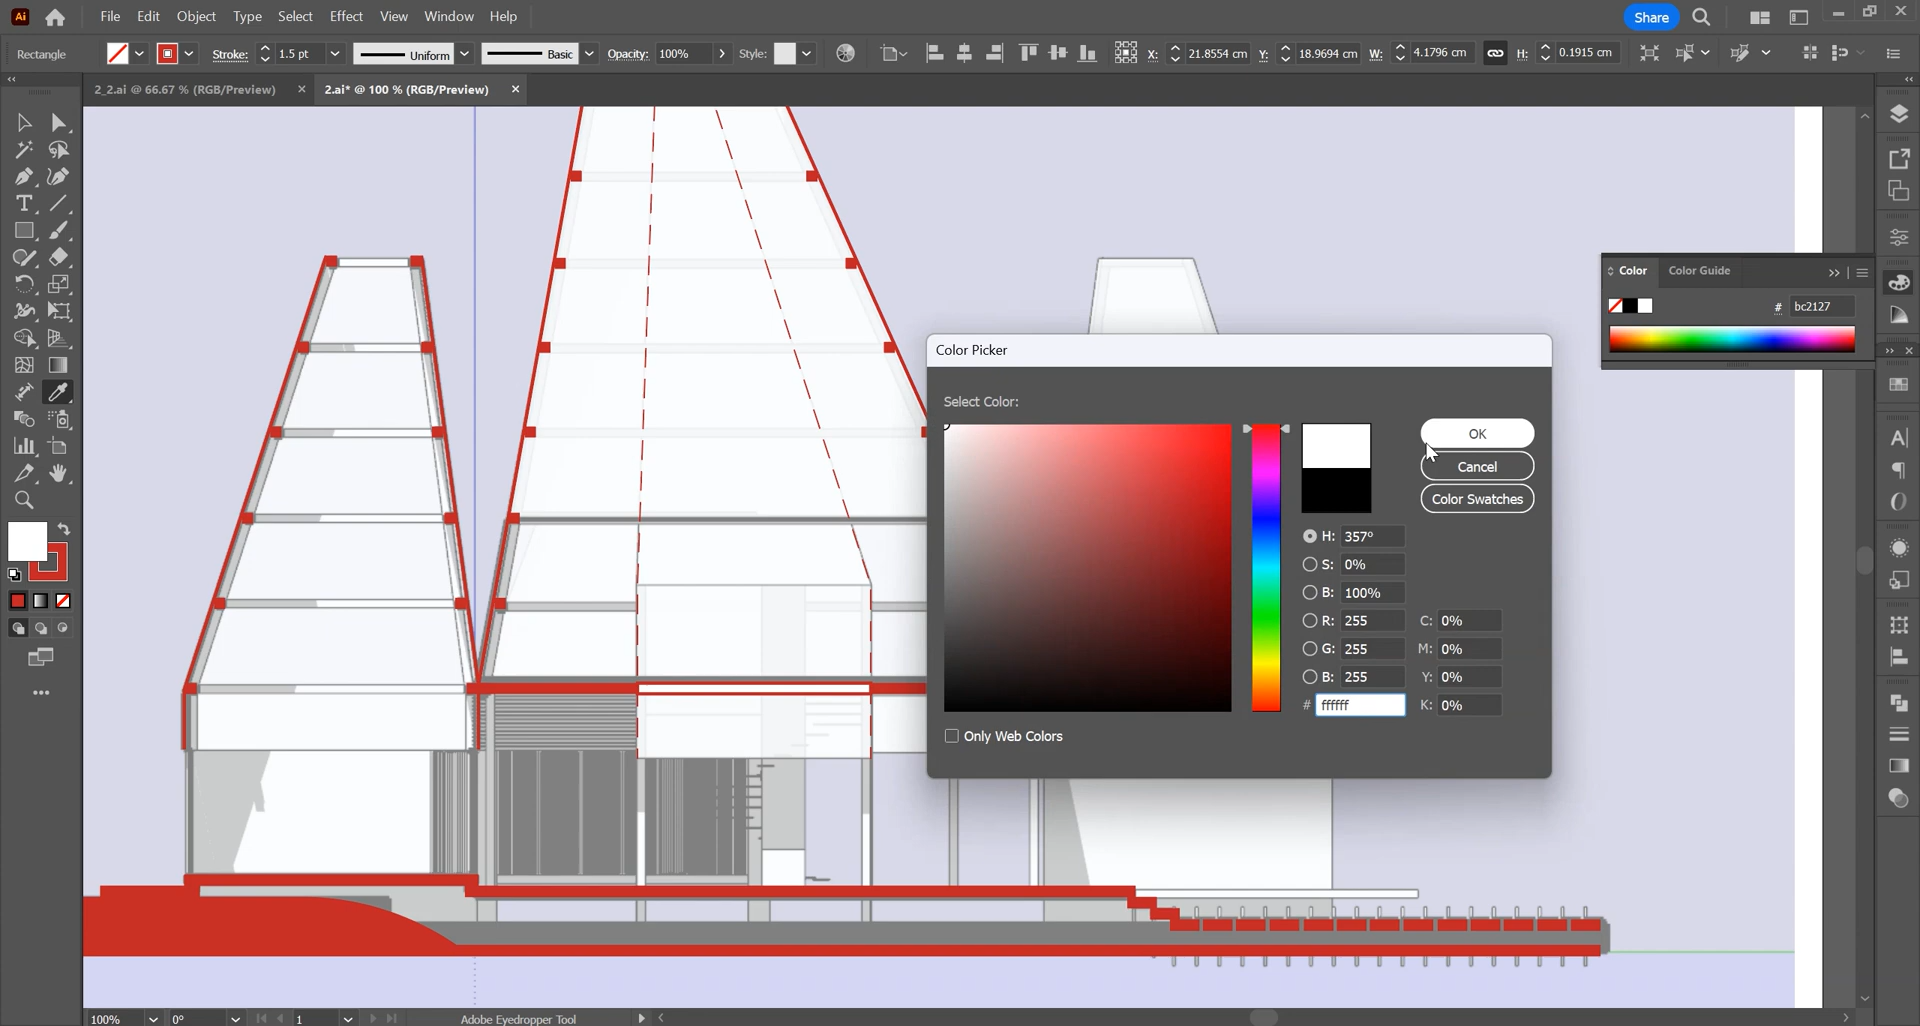 Ai File Edit Object Type Select Effect View Window Help Share
Rectangle Stroke: 1.5 pt Uniform Basic Opacity: 100% Style: X: 21.8554 cm Y: 18.9694 cm W: 4.1796 cm H: 0.1915 cm
2_2.ai @ 66.67 % (RGB/Preview) 2.ai* @ 100 % (RGB/Preview)
Color Color Guide
# bc2127
Color Picker
Select Color:
OK
Cancel
Color Swatches
H: 357º
S: 0%
B: 100%
R: 255 C: 0%
G: 255 M: 0%
B: 255 Y: 0%
# ffffff K: 0%
Only Web Colors
100% 0° 1 Adobe Eyedropper Tool